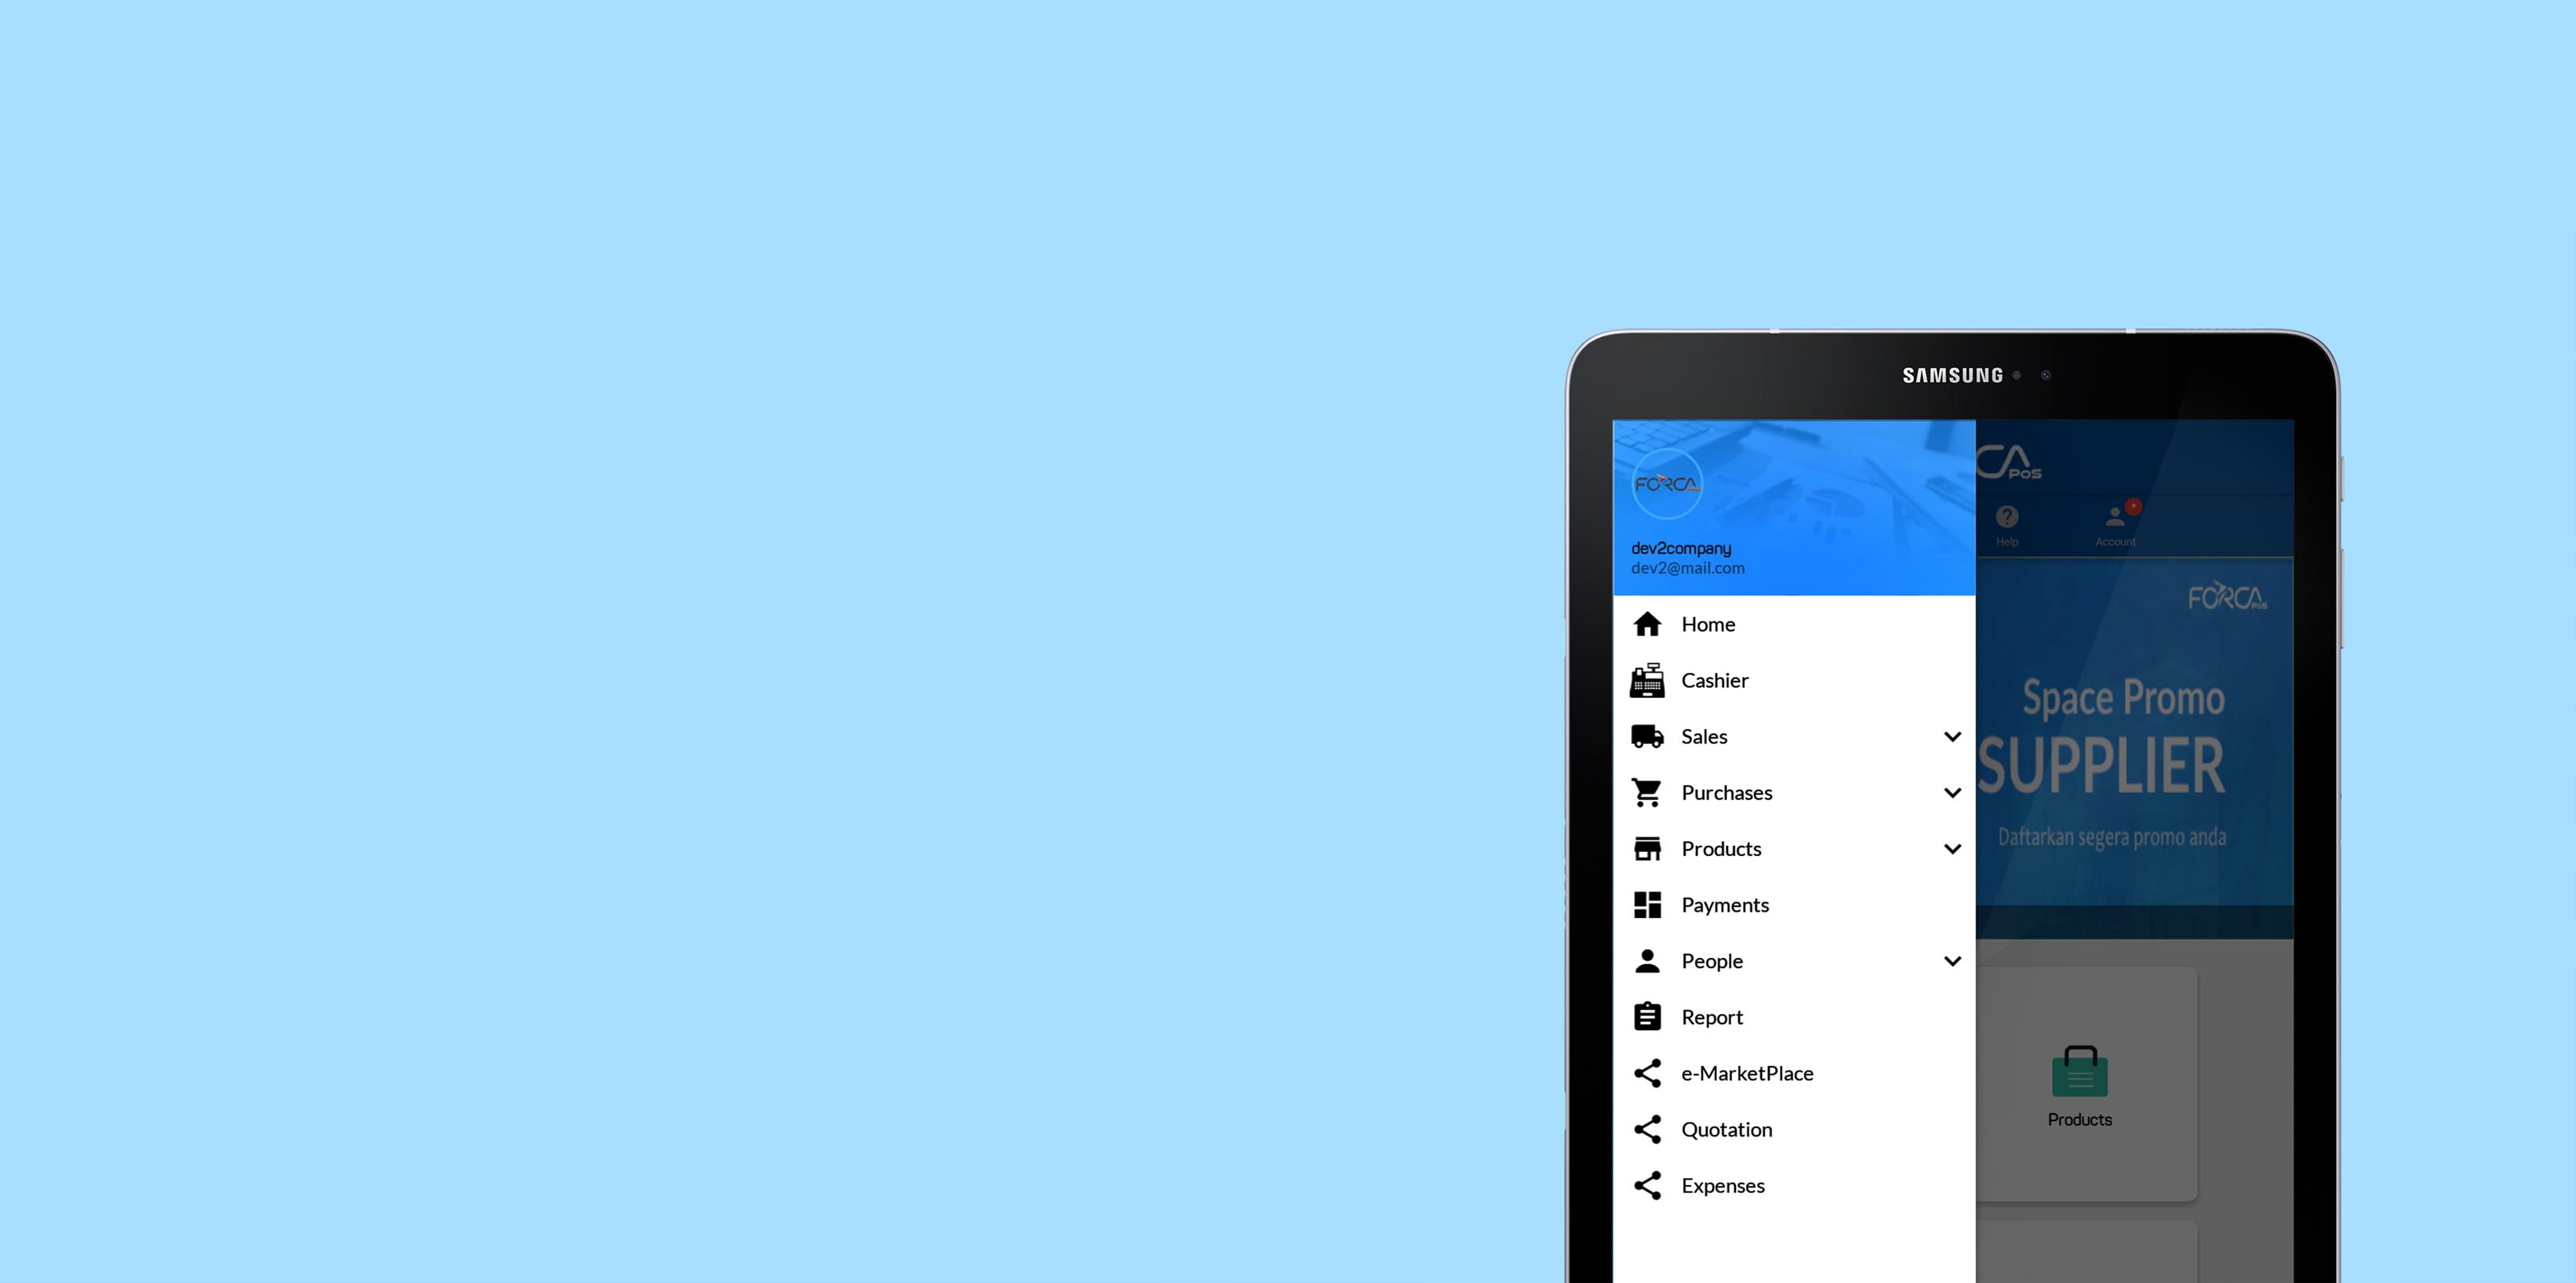 SAMSUNG
FORCA
dev2company
dev2@mail.com
Home
Cashier
Sales
Purchases
Products
Payments
People
Report
e-MarketPlace
Quotation
Expenses
CA POS
Help
Account
FORCA POS
Space Promo
SUPPLIER
Daftarkan segera promo anda
Products